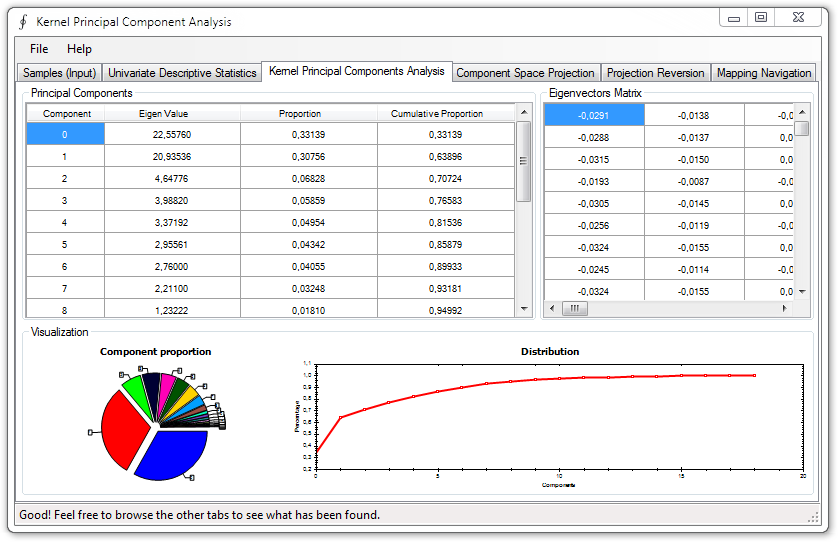 Kernel Principal Component Analysis
File Help
Samples (Input) Univariate Descriptive Statistics Kernel Principal Components Analysis Component Space Projection Projection Reversion Mapping Navigation
Principal Components Eigenvectors Matrix
Component Eigen Value Proportion Cumulative Proportion
0 22,55760 0,33139 0,33139 -0,0291 -0,0138 -0,0
1 20,93536 0,30756 0,63896 -0,0288 -0,0137 0,0
2 4,64776 0,06828 0,70724 -0,0315 -0,0150 0,0
3 3,98820 0,05859 0,76583 -0,0193 -0,0087 0,0
4 3,37192 0,04954 0,81536 -0,0305 -0,0145 -0,0
5 2,95561 0,04342 0,85879 -0,0256 -0,0119 -0,0
6 2,76000 0,04055 0,89933 -0,0324 -0,0155 0,0
7 2,21100 0,03248 0,93181 -0,0245 -0,0114 -0,0
8 1,23222 0,01810 0,94992 -0,0324 -0,0155 0,0
Visualization
Component proportion Distribution
1,1
1,0
0,9
0,8
0,7
0,6
0,5
0,4
0,3
0,2
Percentage
0 5 10 15 20
Components
Good! Feel free to browse the other tabs to see what has been found.